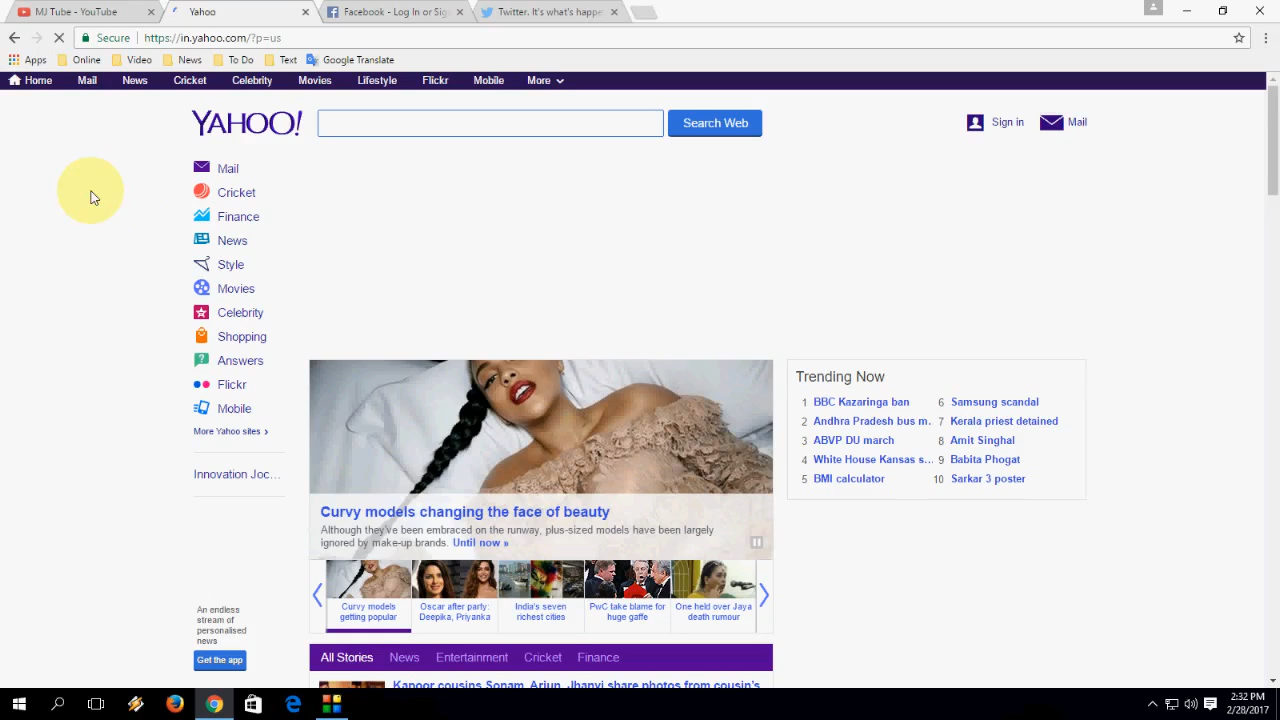 MJ Tube - YouTube
Yahoo
Facebook - Log In or Sig
Twitter. It's what's happe
Secure
https://in.yahoo.com/?p=us
Apps
Online
Video
News
To Do
Text
Google Translate
Home
Mail
News
Cricket
Celebrity
Movies
Lifestyle
Flickr
Mobile
More
YAHOO!
Search Web
Sign in
Mail
Mail
Cricket
Finance
News
Style
Movies
Celebrity
Shopping
Answers
Flickr
Mobile
More Yahoo sites ›
Innovation Joc...
An endless
stream of
personalised
news
Get the app
Curvy models changing the face of beauty
Although they've been embraced on the runway, plus-sized models have been largely
ignored by make-up brands. Until now »
Curvy models
getting popular
Oscar after party:
Deepika, Priyanka
India's seven
richest cities
PwC take blame for
huge gaffe
One held over Jaya
death rumour
Trending Now
1 BBC Kazaringa ban
2 Andhra Pradesh bus m...
3 ABVP DU march
4 White House Kansas s...
5 BMI calculator
6 Samsung scandal
7 Kerala priest detained
8 Amit Singhal
9 Babita Phogat
10 Sarkar 3 poster
All Stories
News
Entertainment
Cricket
Finance
Kapoor cousins Sonam, Arjun, Jhanvi share photos from cousin's
2:32 PM
2/28/2017